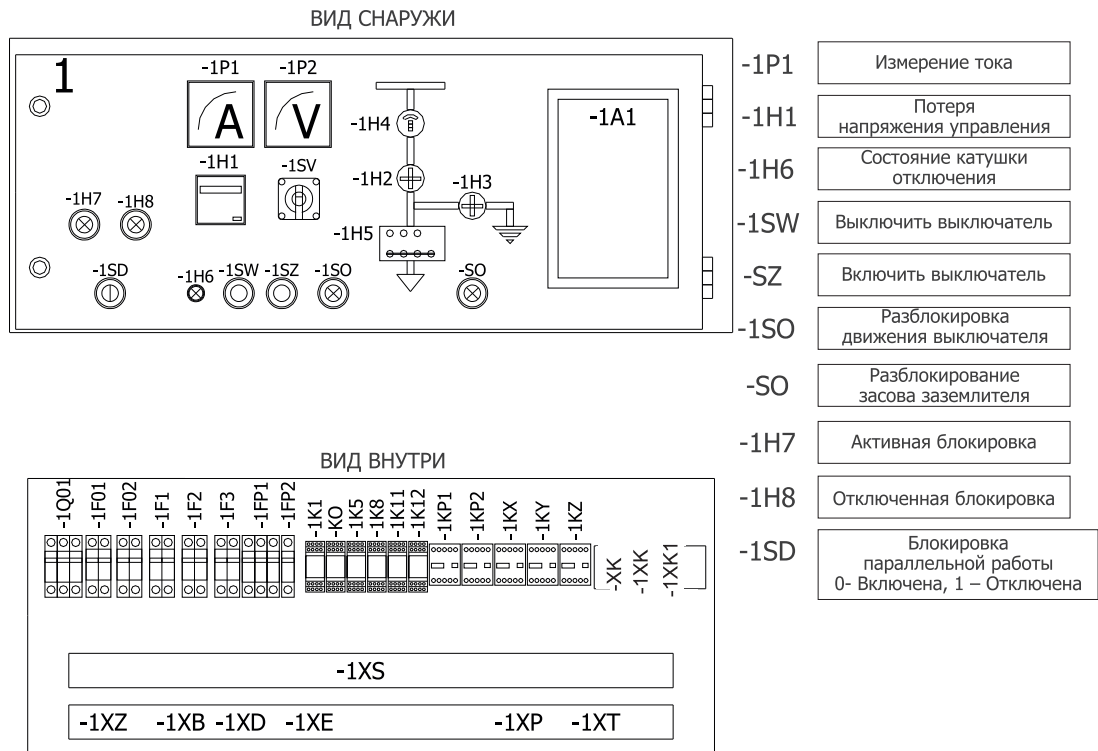 ВИД СНАРУЖИ
1
-1P1
-1P2
A
V
-1H4
-1A1
-1H1
-1SV
-1H2
-1H3
-1H7
-1H8
-1H5
-1SD
-1H6
-1SW
-1SZ
-1SO
-SO
-1P1 Измерение тока
-1H1 Потеря
напряжения управления
-1H6 Состояние катушки
отключения
-1SW Выключить выключатель
-SZ Включить выключатель
-1SO Разблокировка
движения выключателя
-SO Разблокирование
засова заземлителя
-1H7 Активная блокировка
-1H8 Отключенная блокировка
-1SD Блокировка
параллельной работы
0- Включена, 1 – Отключена
ВИД ВНУТРИ
-1Q01
-1F01
-1F02
-1F1
-1F2
-1F3
-1FP1
-1FP2
-1K1
-KO
-1K5
-1K8
-1K11
-1K12
-1KP1
-1KP2
-1KX
-1KY
-1KZ
-XK
-1XK
-1XK1
-1XS
-1XZ -1XB -1XD -1XE -1XP -1XT